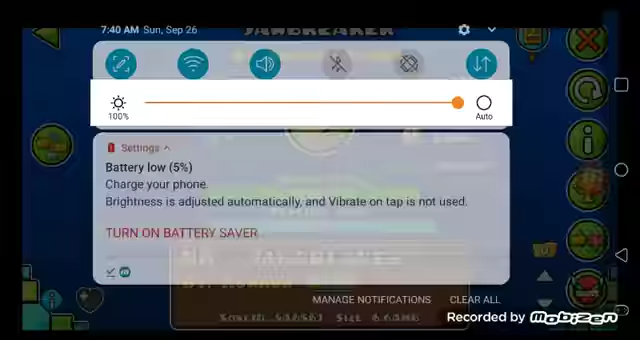 JAWBREAKER
7:40 AM Sun, Sep 26
100%
Auto
Settings
Battery low (5%)
Charge your phone.
Brightness is adjusted automatically, and Vibrate on tap is not used.
TURN ON BATTERY SAVER
MANAGE NOTIFICATIONS CLEAR ALL
Recorded by Mobizen